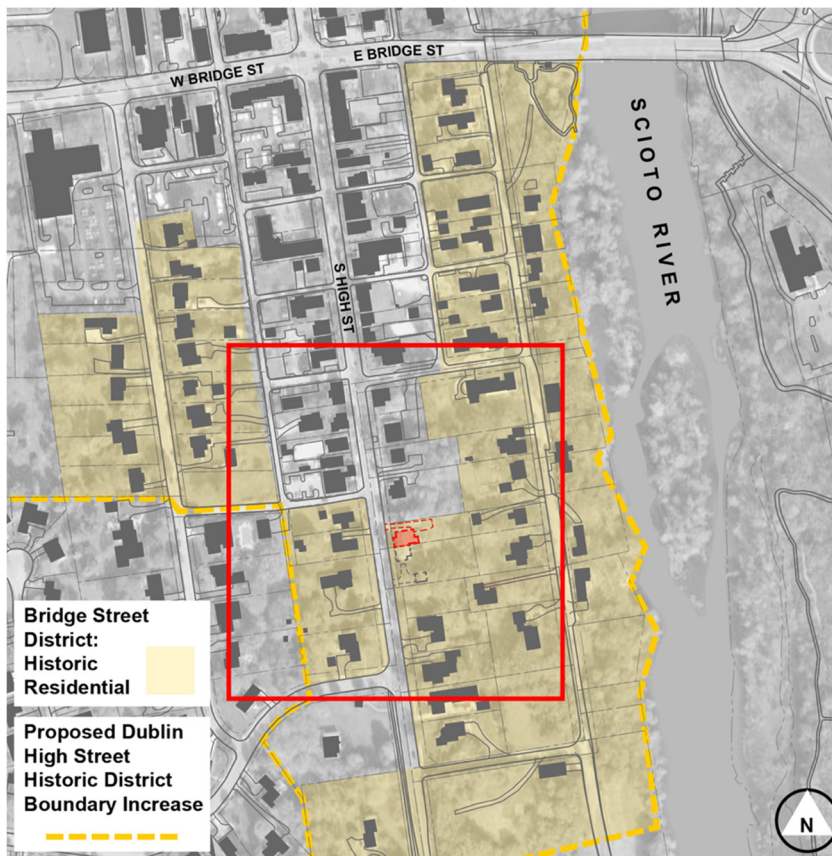 W BRIDGE ST
E BRIDGE ST
SCIOTO RIVER
S HIGH ST
Bridge Street
District:
Historic
Residential
Proposed Dublin
High Street
Historic District
Boundary Increase
N